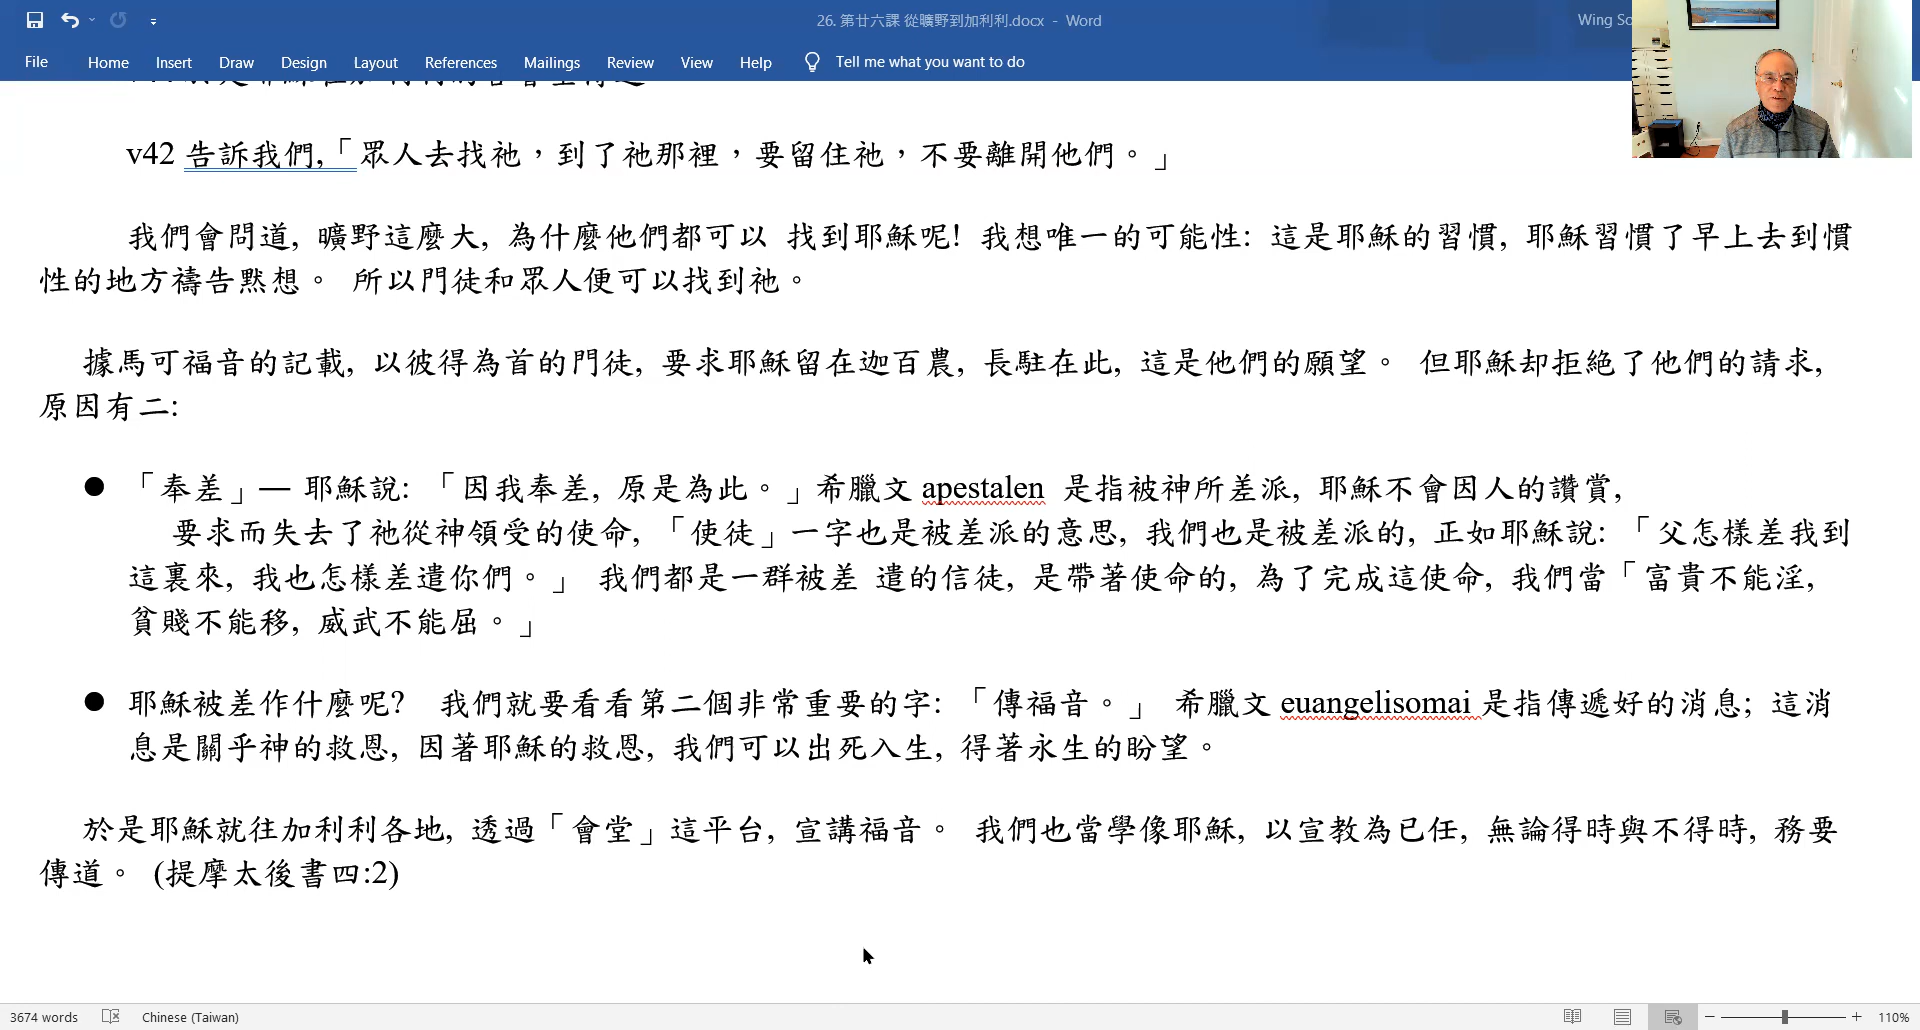 26. 第廿六課 從曠野到加利利.docx - Word
Wing So
File Home Insert Draw Design Layout References Mailings Review View Help Tell me what you want to do
v42 告訴我們,「眾人去找祂，到了祂那裡，要留住祂，不要離開他們。」
我們會問道, 曠野這麼大, 為什麼他們都可以 找到耶穌呢! 我想唯一的可能性: 這是耶穌的習慣, 耶穌習慣了早上去到慣
性的地方禱告黙想。 所以門徒和眾人便可以找到祂。
據馬可福音的記載, 以彼得為首的門徒, 要求耶穌留在迦百農, 長駐在此, 這是他們的願望。 但耶穌却拒絕了他們的請求,
原因有二:
● 「奉差」— 耶穌說: 「因我奉差, 原是為此。」希臘文 apestalen 是指被神所差派, 耶穌不會因人的讚賞,
要求而失去了祂從神領受的使命, 「使徒」一字也是被差派的意思, 我們也是被差派的, 正如耶穌說: 「父怎樣差我到
這裏來, 我也怎樣差遣你們。」 我們都是一群被差 遣的信徒, 是帶著使命的, 為了完成這使命, 我們當「富貴不能淫,
貧賤不能移, 威武不能屈。」
● 耶穌被差作什麼呢? 我們就要看看第二個非常重要的字: 「傳福音。」 希臘文 euangelisomai 是指傳遞好的消息; 這消
息是關乎神的救恩, 因著耶穌的救恩, 我們可以出死入生, 得著永生的盼望。
於是耶穌就往加利利各地, 透過「會堂」這平台, 宣講福音。 我們也當學像耶穌, 以宣教為已任, 無論得時與不得時, 務要
傳道。 (提摩太後書四:2)
3674 words Chinese (Taiwan) 110%